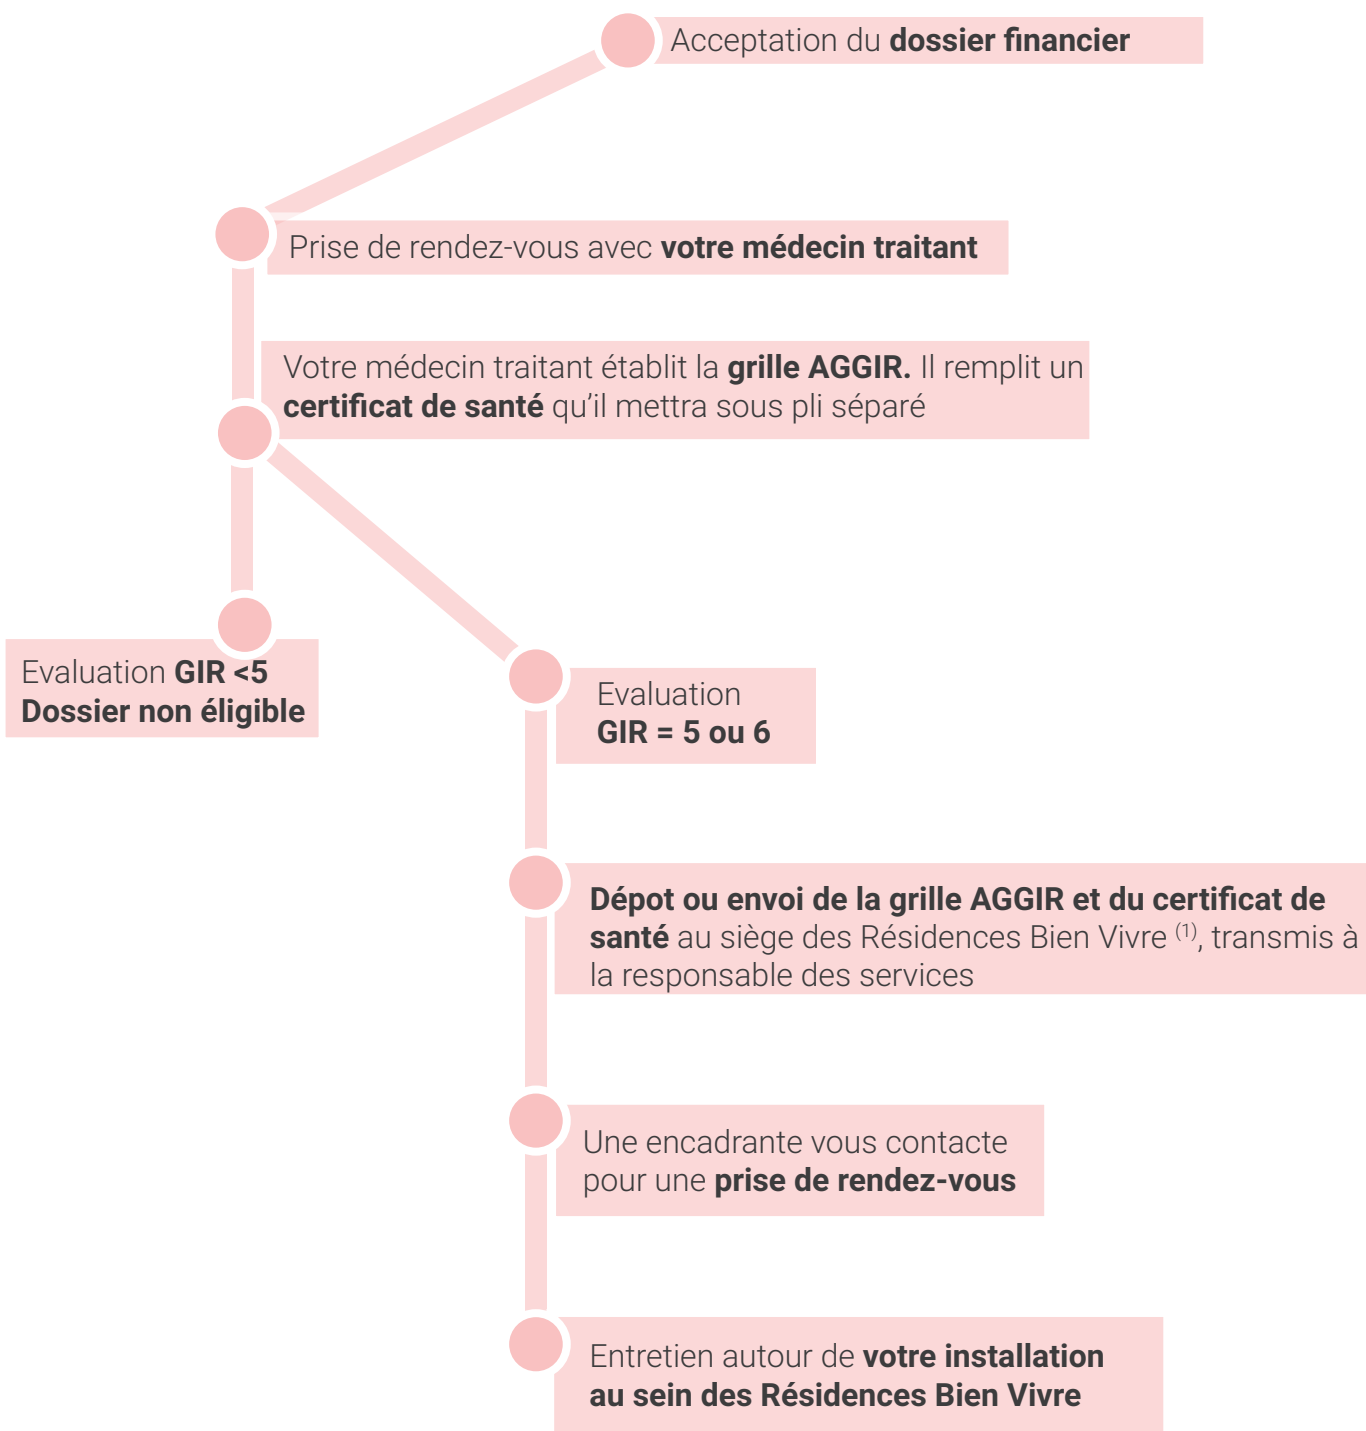 Acceptation du dossier financier
Prise de rendez-vous avec votre médecin traitant
Votre médecin traitant établit la grille AGGIR. Il remplit un
certificat de santé qu'il mettra sous pli séparé
Evaluation GIR <5
Dossier non éligible
Evaluation
GIR = 5 ou 6
Dépot ou envoi de la grille AGGIR et du certificat de
santé au siège des Résidences Bien Vivre (1), transmis à
la responsable des services
Une encadrante vous contacte
pour une prise de rendez-vous
Entretien autour de votre installation
au sein des Résidences Bien Vivre